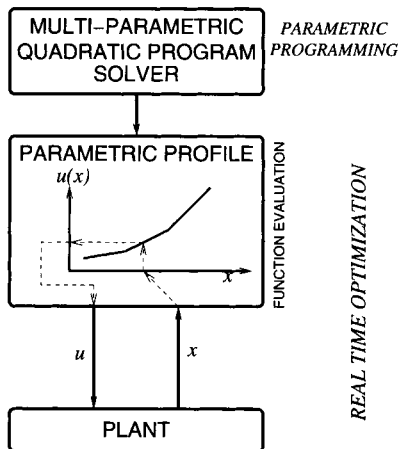 MULTI-PARAMETRIC
QUADRATIC PROGRAM
SOLVER
PARAMETRIC
PROGRAMMING
PARAMETRIC PROFILE
u(x)
x
FUNCTION EVALUATION
REAL TIME OPTIMIZATION
u
x
PLANT